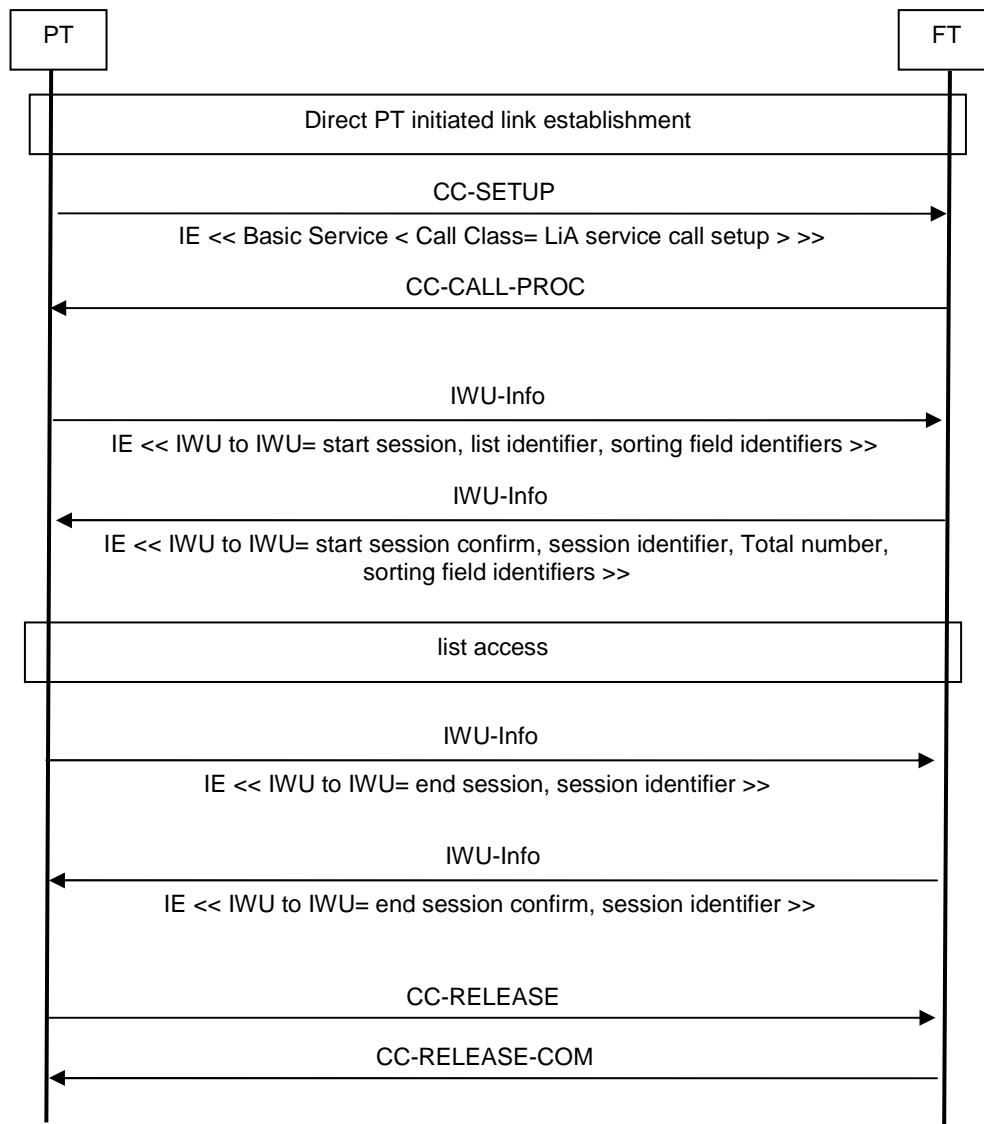 PT
FT
Direct PT initiated link establishment
CC-SETUP
IE << Basic Service < Call Class= LiA service call setup > >>
CC-CALL-PROC
IWU-Info
IE << IWU to IWU= start session, list identifier, sorting field identifiers >>
IWU-Info
IE << IWU to IWU= start session confirm, session identifier, Total number,
sorting field identifiers >>
list access
IWU-Info
IE << IWU to IWU= end session, session identifier >>
IWU-Info
IE << IWU to IWU= end session confirm, session identifier >>
CC-RELEASE
CC-RELEASE-COM